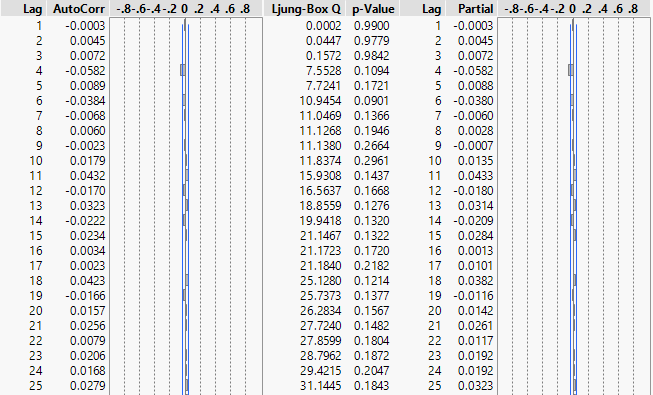 Lag AutoCorr -.8-.6-.4-.2 0 .2 .4 .6 .8 Ljung-Box Q p-Value Lag Partial -.8-.6-.4-.2 0 .2 .4 .6 .8
1 -0.0003 0.0002 0.9900 1 -0.0003
2 0.0045 0.0447 0.9779 2 0.0045
3 0.0072 0.1572 0.9842 3 0.0072
4 -0.0582 7.5528 0.1094 4 -0.0582
5 0.0089 7.7241 0.1721 5 0.0088
6 -0.0384 10.9454 0.0901 6 -0.0380
7 -0.0068 11.0469 0.1366 7 -0.0060
8 0.0060 11.1268 0.1946 8 0.0028
9 -0.0023 11.1380 0.2664 9 -0.0007
10 0.0179 11.8374 0.2961 10 0.0135
11 0.0432 15.9308 0.1437 11 0.0433
12 -0.0170 16.5637 0.1668 12 -0.0180
13 0.0323 18.8559 0.1276 13 0.0314
14 -0.0222 19.9418 0.1320 14 -0.0209
15 0.0234 21.1467 0.1322 15 0.0284
16 0.0034 21.1723 0.1720 16 0.0013
17 0.0023 21.1840 0.2182 17 0.0101
18 0.0423 25.1280 0.1214 18 0.0382
19 -0.0166 25.7373 0.1377 19 -0.0116
20 0.0157 26.2834 0.1567 20 0.0142
21 0.0256 27.7240 0.1482 21 0.0261
22 0.0079 27.8599 0.1804 22 0.0117
23 0.0206 28.7962 0.1872 23 0.0192
24 0.0168 29.4215 0.2047 24 0.0192
25 0.0279 31.1445 0.1843 25 0.0323